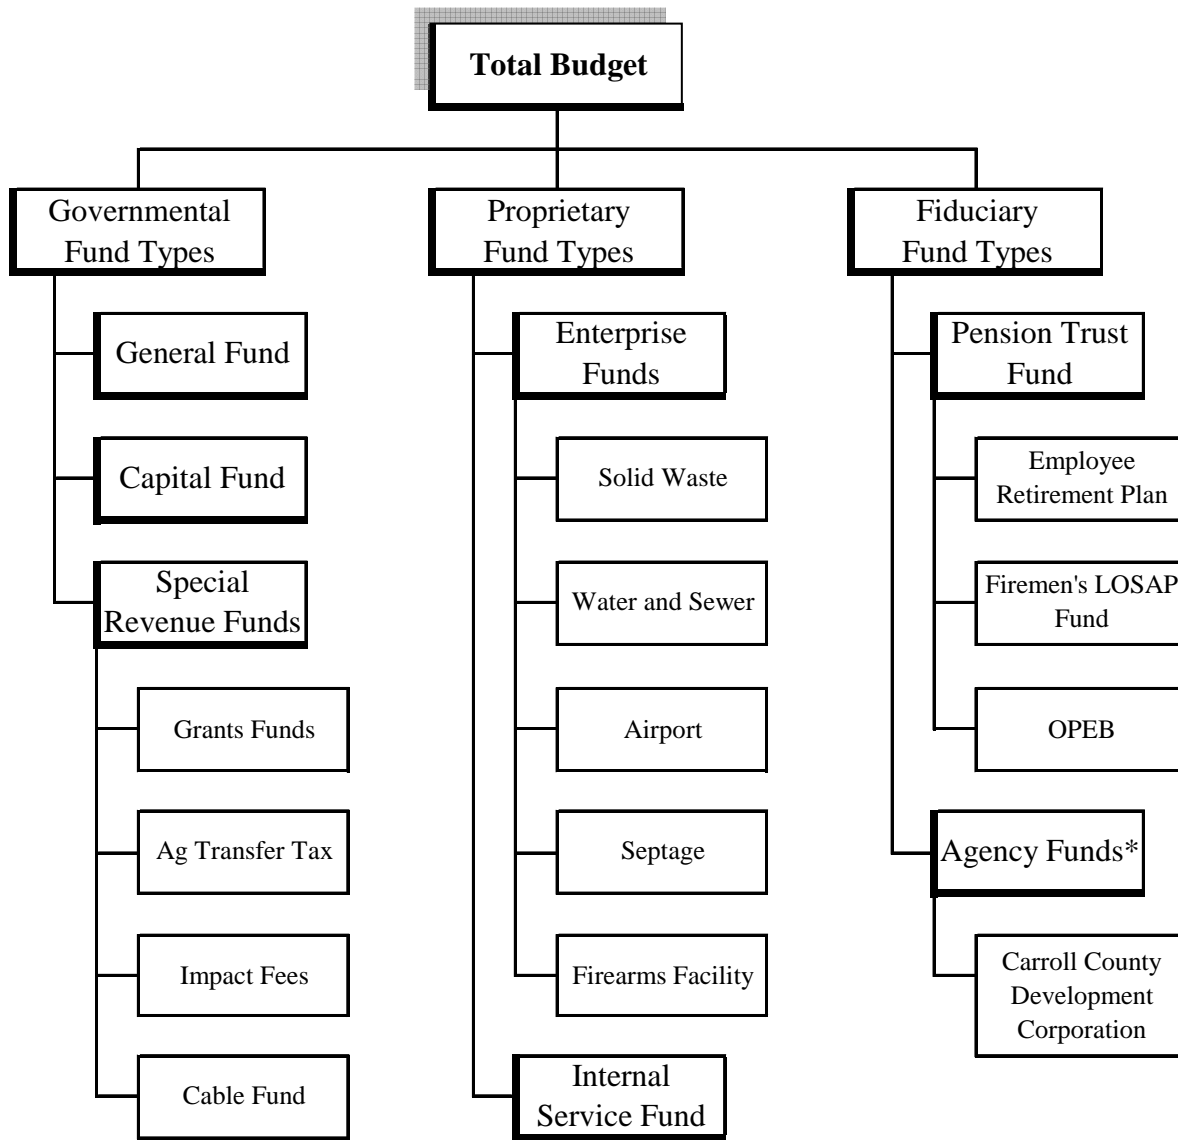 Total Budget
Governmental
Fund Types
General Fund
Capital Fund
Special
Revenue Funds
Grants Funds
Ag Transfer Tax
Impact Fees
Cable Fund
Proprietary
Fund Types
Enterprise
Funds
Solid Waste
Water and Sewer
Airport
Septage
Firearms Facility
Internal
Service Fund
Fiduciary
Fund Types
Pension Trust
Fund
Employee
Retirement Plan
Firemen's LOSAP
Fund
OPEB
Agency Funds*
Carroll County
Development
Corporation